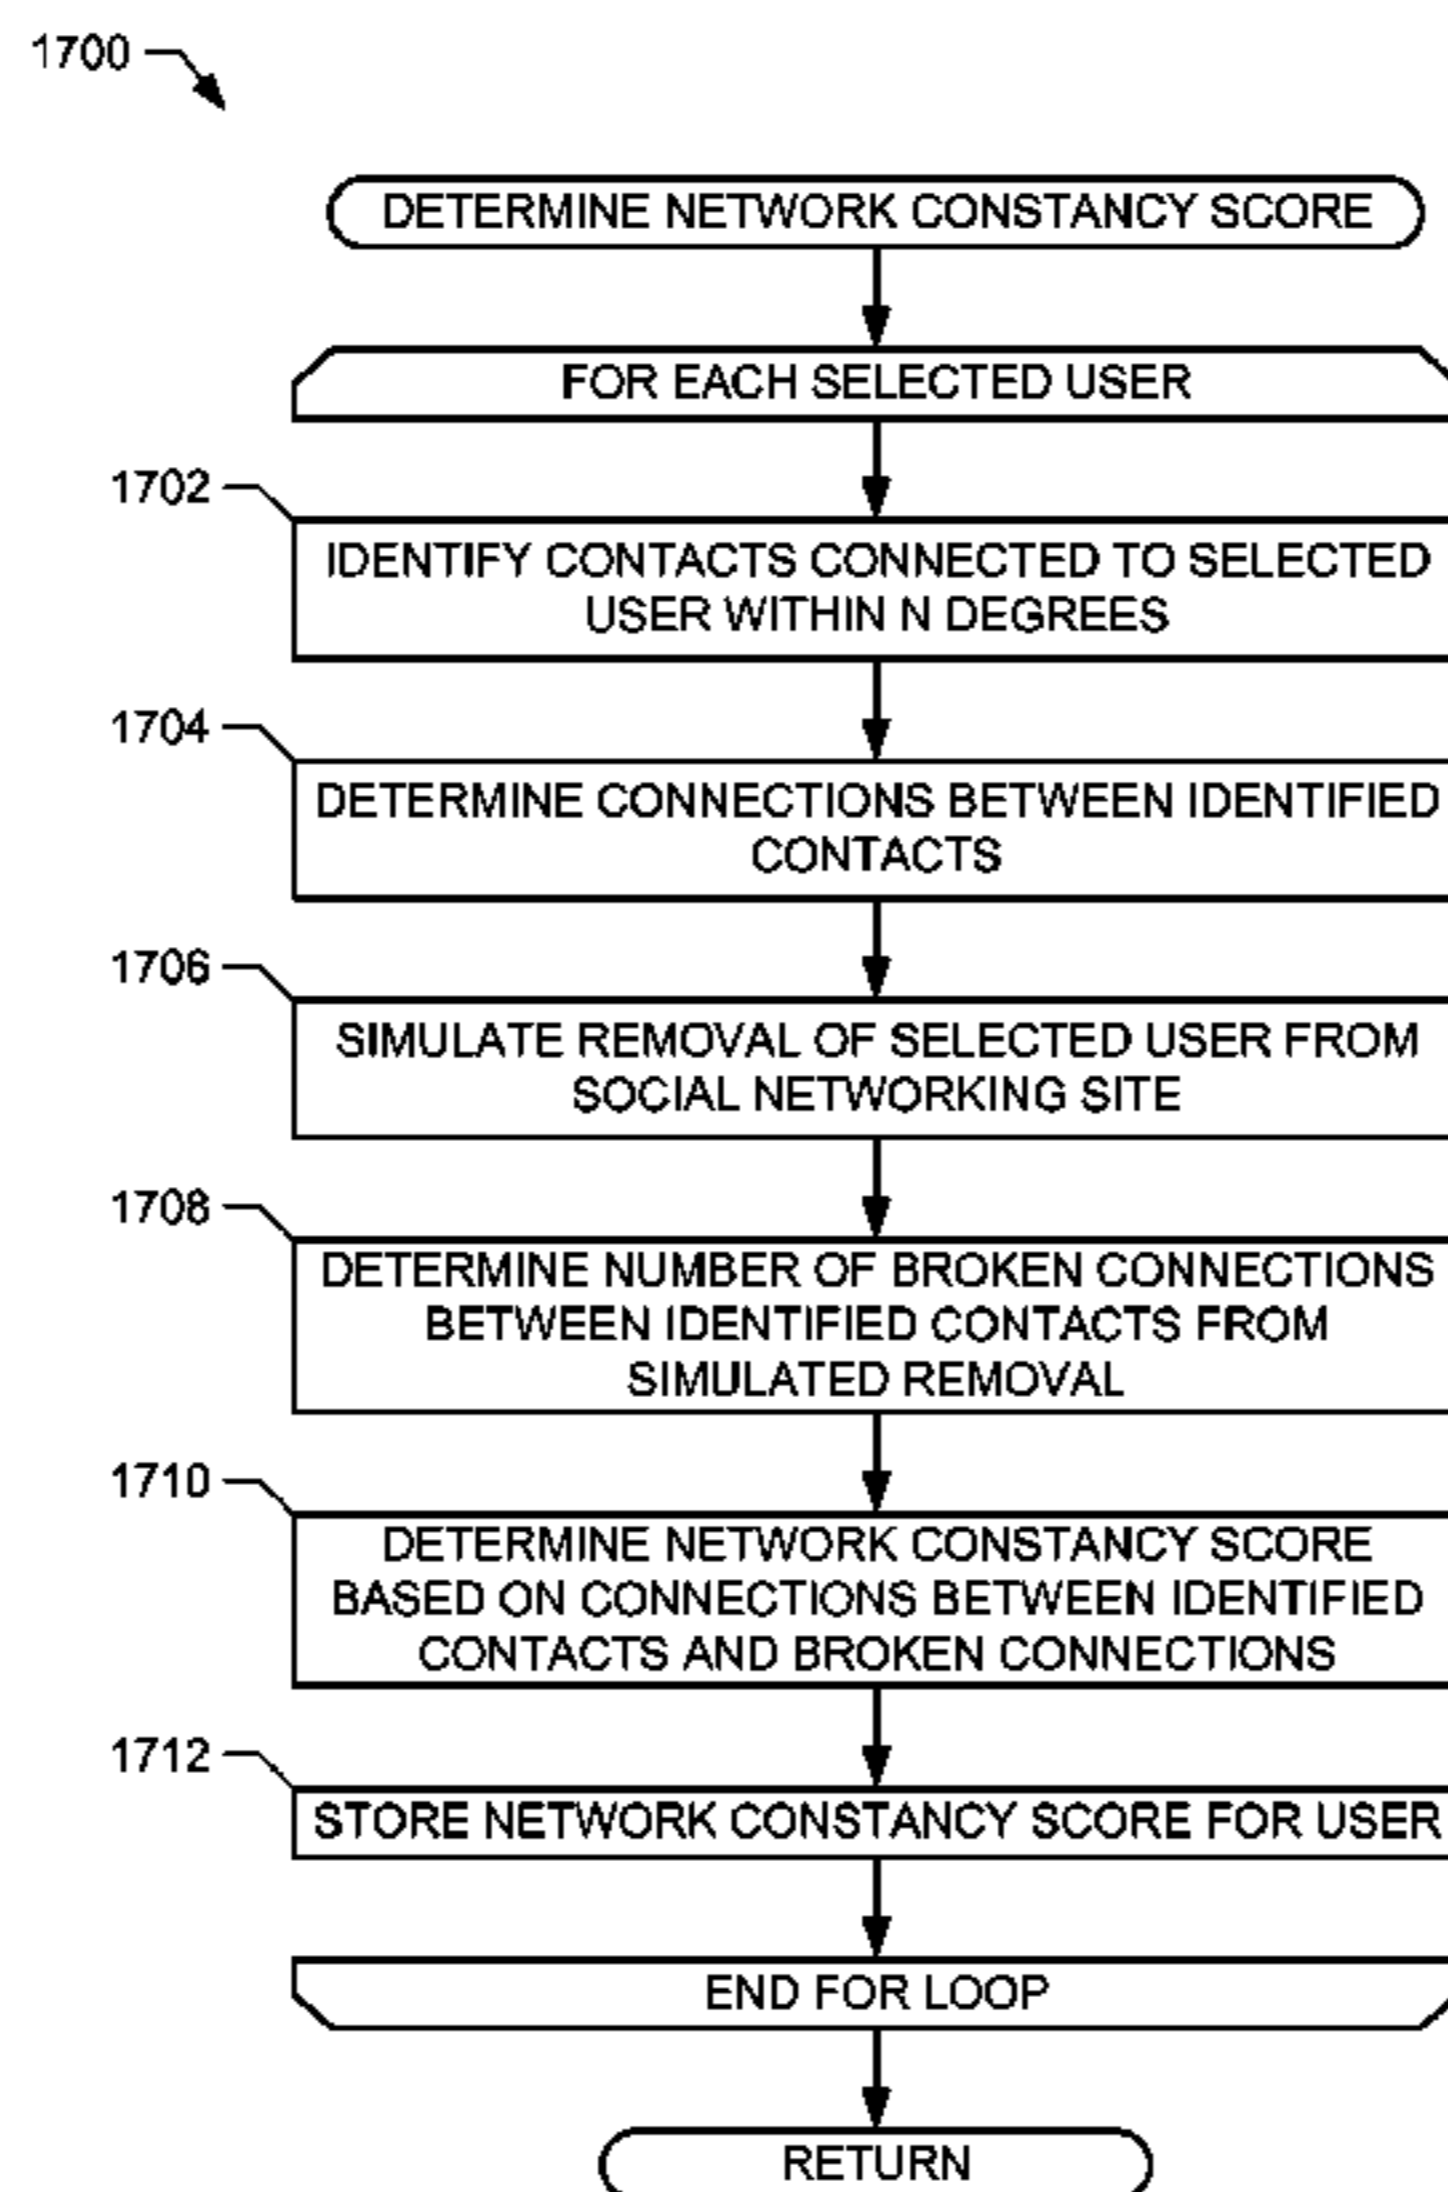 1700
DETERMINE NETWORK CONSTANCY SCORE
FOR EACH SELECTED USER
1702
IDENTIFY CONTACTS CONNECTED TO SELECTED
USER WITHIN N DEGREES
1704
DETERMINE CONNECTIONS BETWEEN IDENTIFIED
CONTACTS
1706
SIMULATE REMOVAL OF SELECTED USER FROM
SOCIAL NETWORKING SITE
1708
DETERMINE NUMBER OF BROKEN CONNECTIONS
BETWEEN IDENTIFIED CONTACTS FROM
SIMULATED REMOVAL
1710
DETERMINE NETWORK CONSTANCY SCORE
BASED ON CONNECTIONS BETWEEN IDENTIFIED
CONTACTS AND BROKEN CONNECTIONS
1712
STORE NETWORK CONSTANCY SCORE FOR USER
END FOR LOOP
RETURN